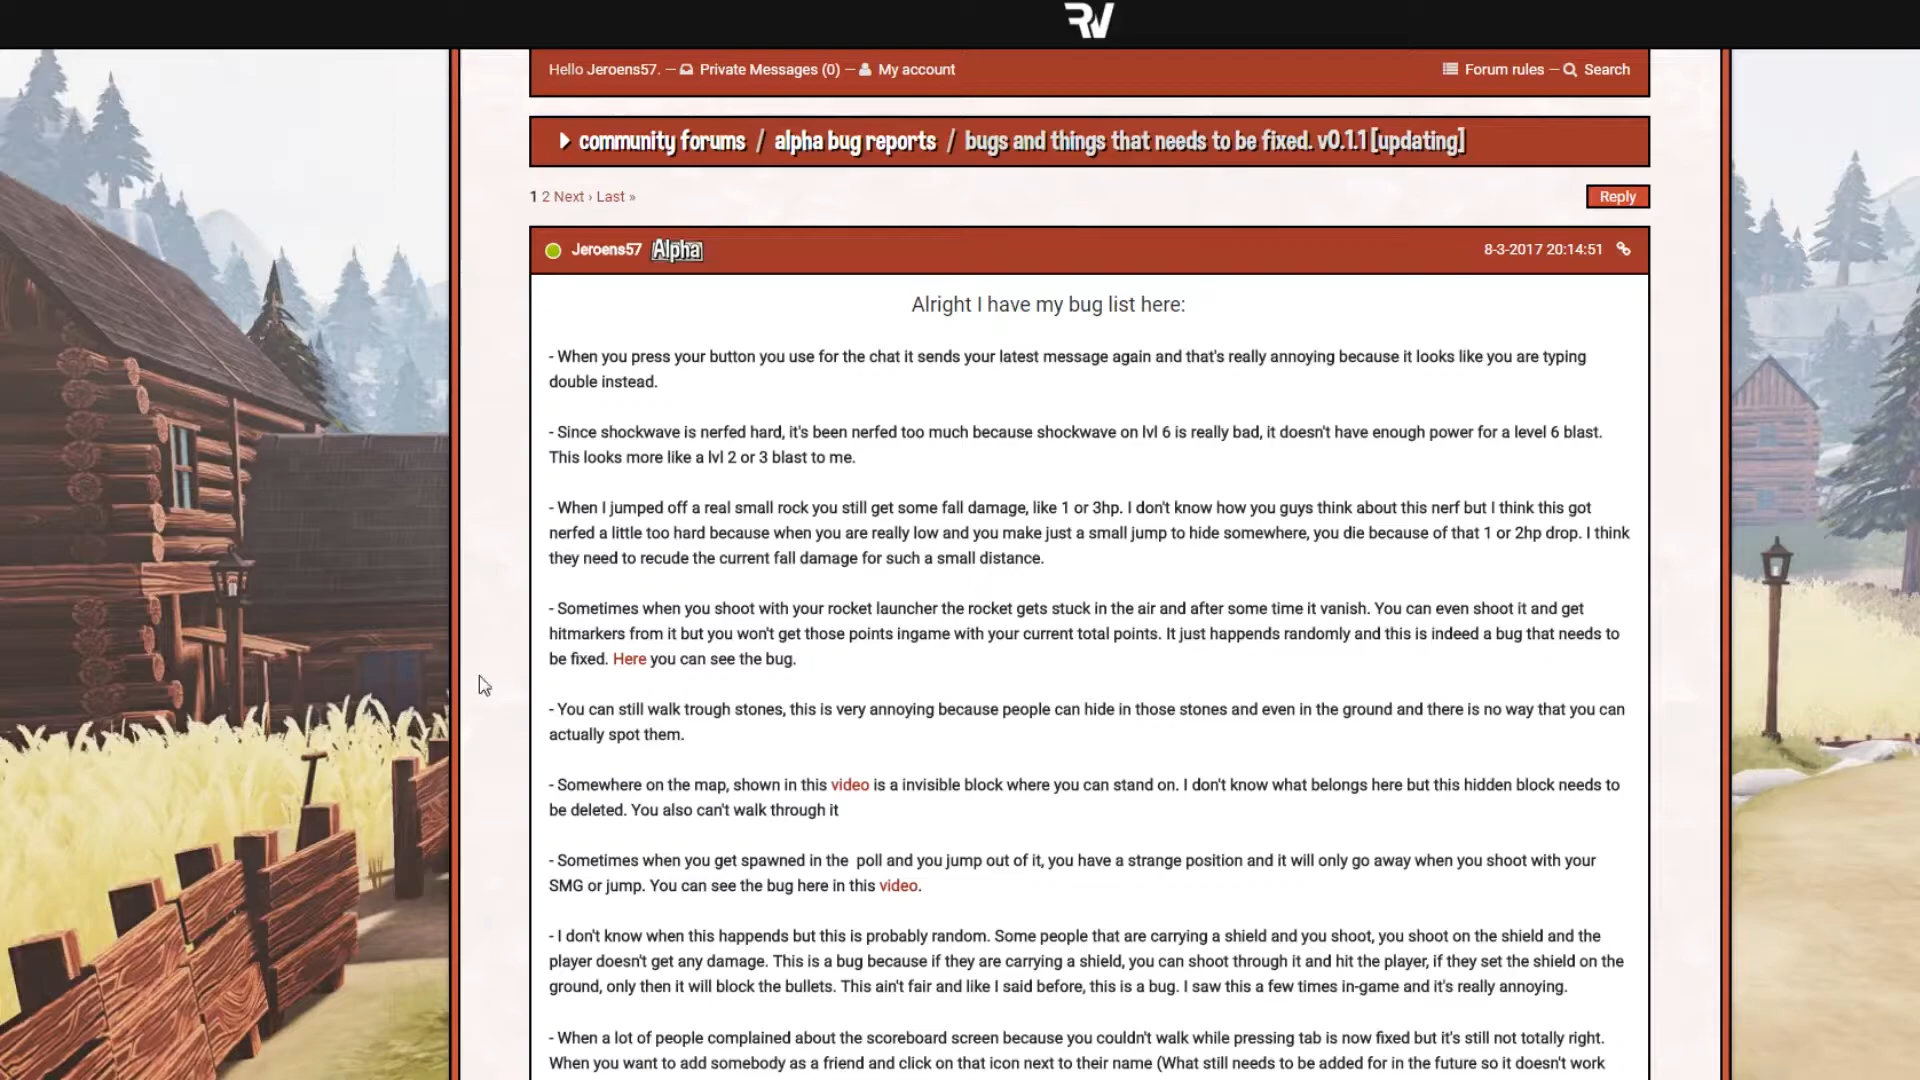 RV
Hello Jeroens57. — Private Messages (0) — My account
Forum rules — Search
community forums / alpha bug reports / bugs and things that needs to be fixed. v0.1.1 [updating]
1 2 Next › Last »
Reply
Jeroens57 Alpha
8-3-2017 20:14:51
Alright I have my bug list here:
- When you press your button you use for the chat it sends your latest message again and that's really annoying because it looks like you are typing
double instead.
- Since shockwave is nerfed hard, it's been nerfed too much because shockwave on lvl 6 is really bad, it doesn't have enough power for a level 6 blast.
This looks more like a lvl 2 or 3 blast to me.
- When I jumped off a real small rock you still get some fall damage, like 1 or 3hp. I don't know how you guys think about this nerf but I think this got
nerfed a little too hard because when you are really low and you make just a small jump to hide somewhere, you die because of that 1 or 2hp drop. I think
they need to recude the current fall damage for such a small distance.
- Sometimes when you shoot with your rocket launcher the rocket gets stuck in the air and after some time it vanish. You can even shoot it and get
hitmarkers from it but you won't get those points ingame with your current total points. It just happends randomly and this is indeed a bug that needs to
be fixed. Here you can see the bug.
- You can still walk trough stones, this is very annoying because people can hide in those stones and even in the ground and there is no way that you can
actually spot them.
- Somewhere on the map, shown in this video is a invisible block where you can stand on. I don't know what belongs here but this hidden block needs to
be deleted. You also can't walk through it
- Sometimes when you get spawned in the poll and you jump out of it, you have a strange position and it will only go away when you shoot with your
SMG or jump. You can see the bug here in this video.
- I don't know when this happends but this is probably random. Some people that are carrying a shield and you shoot, you shoot on the shield and the
player doesn't get any damage. This is a bug because if they are carrying a shield, you can shoot through it and hit the player, if they set the shield on the
ground, only then it will block the bullets. This ain't fair and like I said before, this is a bug. I saw this a few times in-game and it's really annoying.
- When a lot of people complained about the scoreboard screen because you couldn't walk while pressing tab is now fixed but it's still not totally right.
When you want to add somebody as a friend and click on that icon next to their name (What still needs to be added for in the future so it doesn't work